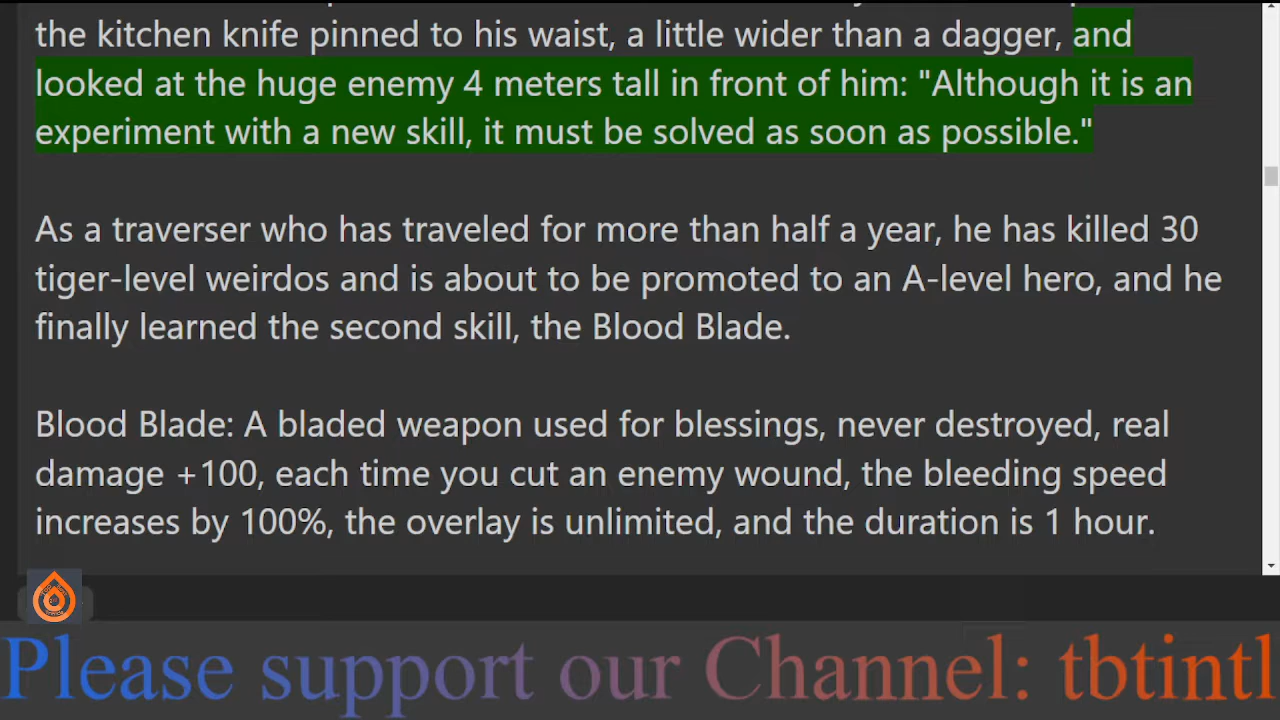 the kitchen knife pinned to his waist, a little wider than a dagger, and
looked at the huge enemy 4 meters tall in front of him: "Although it is an
experiment with a new skill, it must be solved as soon as possible."
As a traverser who has traveled for more than half a year, he has killed 30
tiger-level weirdos and is about to be promoted to an A-level hero, and he
finally learned the second skill, the Blood Blade.
Blood Blade: A bladed weapon used for blessings, never destroyed, real
damage +100, each time you cut an enemy wound, the bleeding speed
increases by 100%, the overlay is unlimited, and the duration is 1 hour.
Please support our Channel: tbtintl